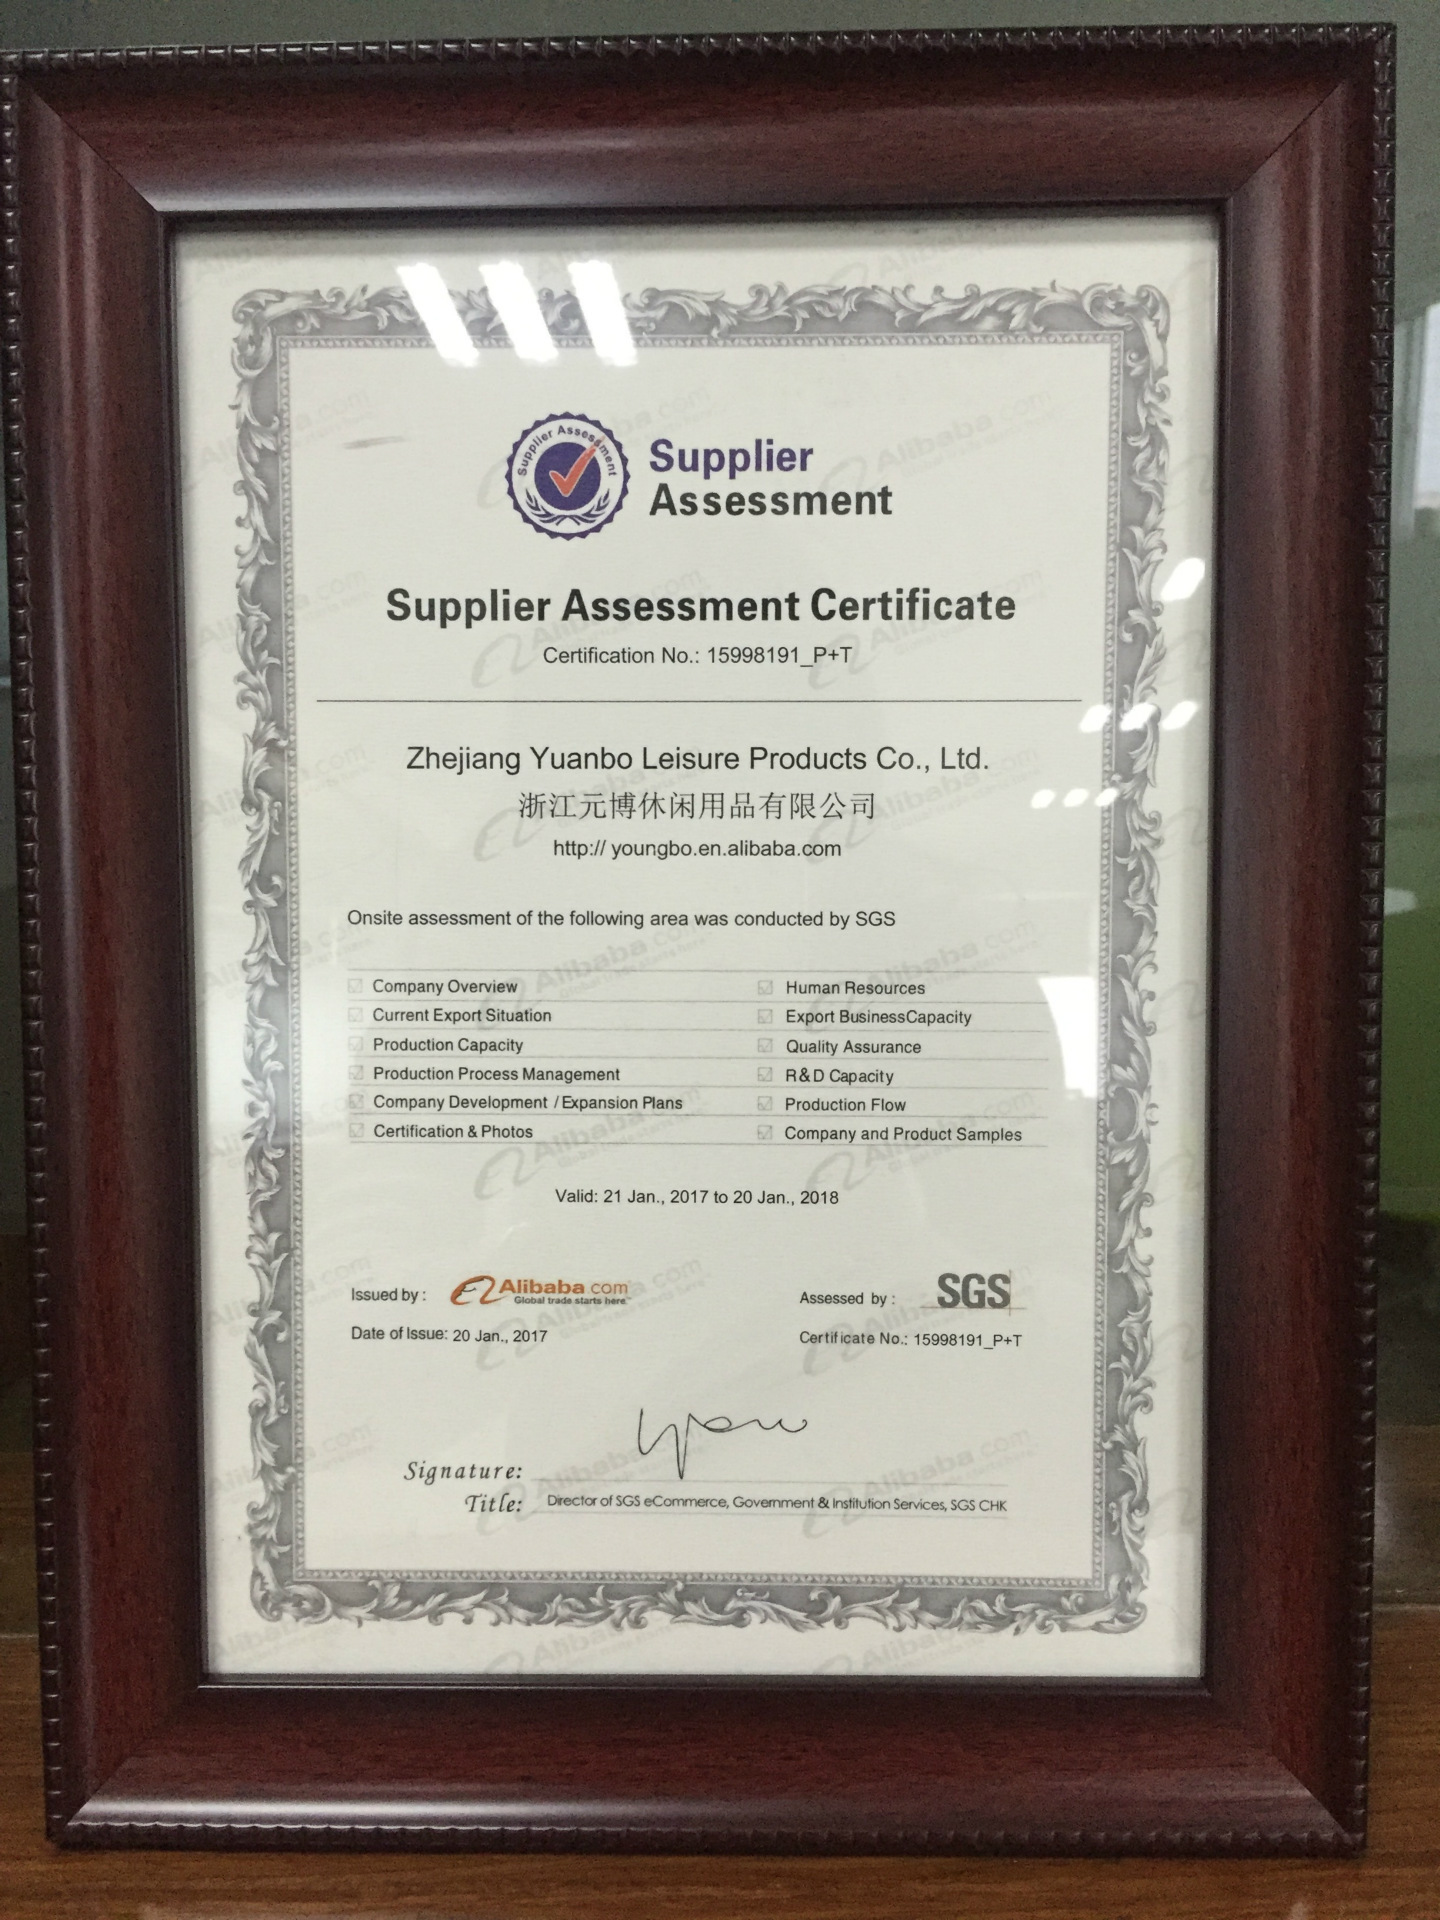 Supplier Assessment
Supplier
Assessment
Supplier Assessment Certificate
Certification No.: 15998191_P+T
Zhejiang Yuanbo Leisure Products Co., Ltd.
浙江元博休闲用品有限公司
http:// youngbo.en.alibaba.com
Onsite assessment of the following area was conducted by SGS
Company Overview
Human Resources
Current Export Situation
Export BusinessCapacity
Production Capacity
Quality Assurance
Production Process Management
R&D Capacity
Company Development / Expansion Plans
Production Flow
Certification & Photos
Company and Product Samples
Valid: 21 Jan., 2017 to 20 Jan., 2018
Issued by : Alibaba.com
Global trade starts here.™
Assessed by : SGS
Date of Issue: 20 Jan., 2017
Certificate No.: 15998191_P+T
Signature:
Title: Director of SGS eCommerce, Government & Institution Services, SGS CHK